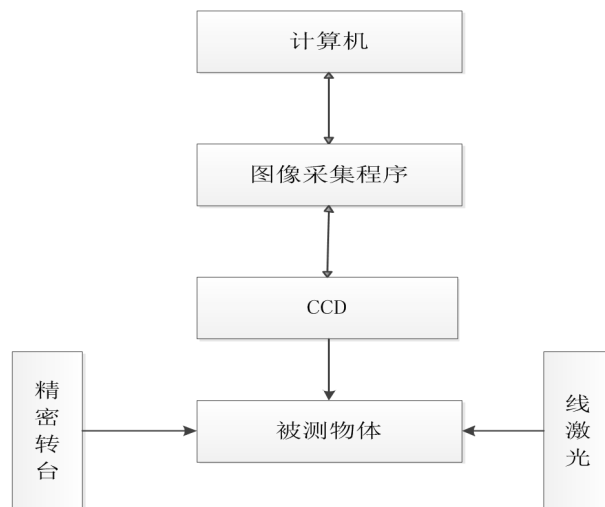 计算机
图像采集程序
CCD
精密转台
被测物体
线激光